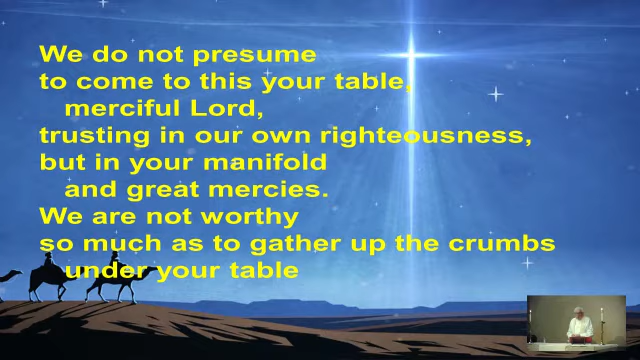 We do not presume
to come to this your table,
merciful Lord,
trusting in our own righteousness,
but in your manifold
and great mercies.
We are not worthy
so much as to gather up the crumbs
under your table